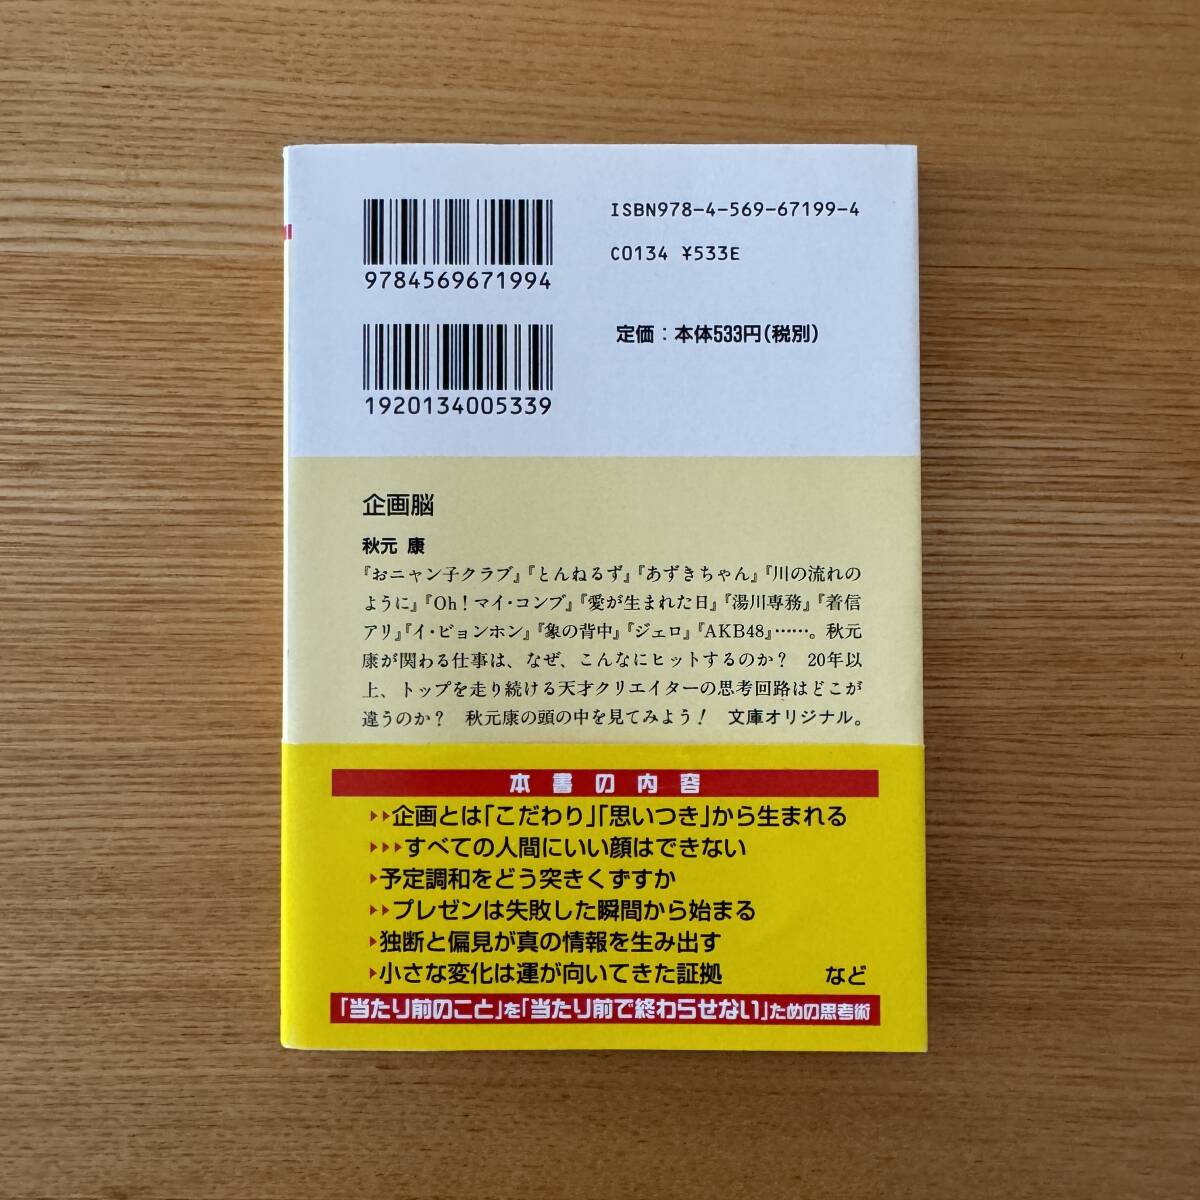 9784569671994
ISBN978-4-569-67199-4
C0134 ¥533E
定価：本体533円(税別)
1920134005339
企画脳
秋元 康
『おニャン子クラブ』『とんねるず』『あずきちゃん』『川の流れの
ように』『Oh！マイ・コンブ』『愛が生まれた日』『湯川専務』『着信
アリ』『イ・ビョンホン』『象の背中』『ジェロ』『AKB48』……。秋元
康が関わる仕事は、なぜ、こんなにヒットするのか？　20年以
上、トップを走り続ける天才クリエイターの思考回路はどこが
違うのか？　秋元康の頭の中を見てみよう！　文庫オリジナル。
本書の内容
企画とは「こだわり」「思いつき」から生まれる
すべての人間にいい顔はできない
予定調和をどう突きくずすか
プレゼンは失敗した瞬間から始まる
独断と偏見が真の情報を生み出す
小さな変化は運が向いてきた証拠　など
「当たり前のこと」を「当たり前で終わらせない」ための思考術